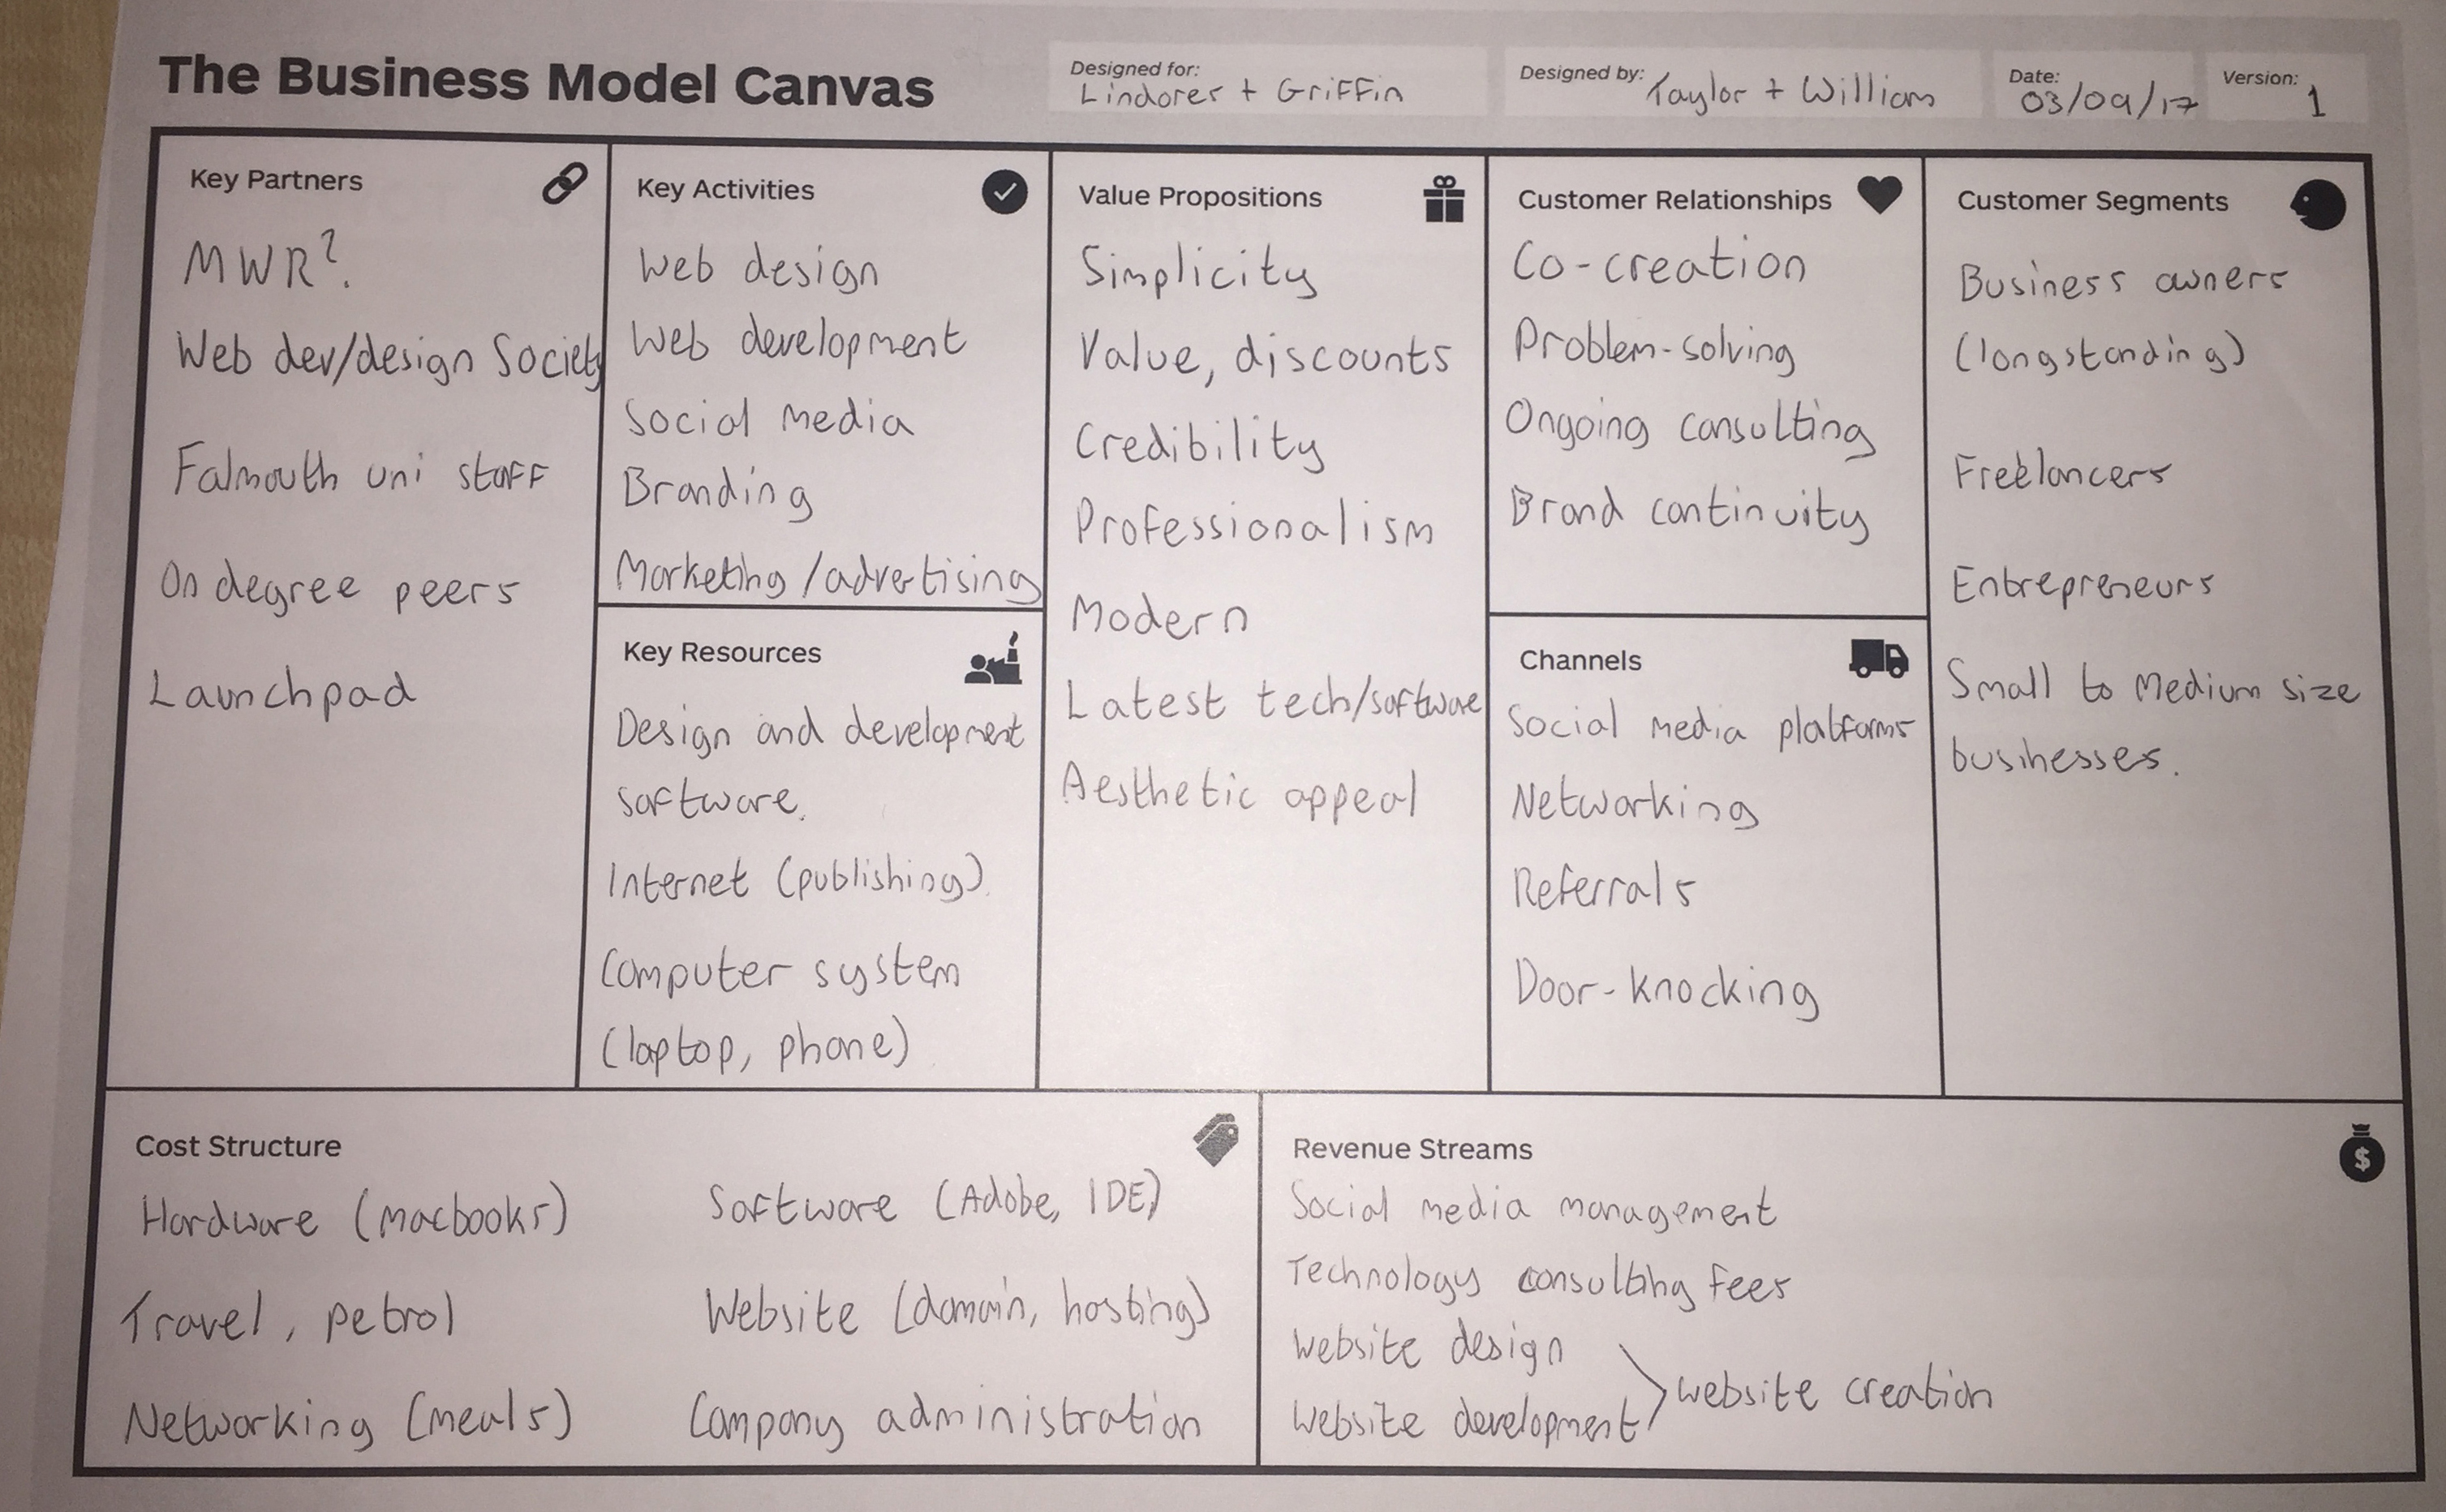 The Business Model Canvas
Designed for:
Lindores + Griffin
Designed by:
Taylor + William
Date:
03/09/17
Version:
1
Key Partners
MWR?.
Web dev/design Society
Falmouth uni staff
On degree peers
Launchpad
Key Activities
Web design
Web development
Social media
Branding
Marketing/advertising
Key Resources
Design and development
software.
Internet (publishing)
Computer system
(laptop, phone)
Value Propositions
Simplicity
Value, discounts
Credibility
Professionalism
Modern
Latest tech/software
Aesthetic appeal
Customer Relationships
Co-creation
Problem-solving
Ongoing consulting
Brand continuity
Channels
Social media platforms
Networking
Referrals
Door-knocking
Customer Segments
Business owners
(longstanding)
Freelancers
Entrepreneurs
Small to Medium size
businesses.
Cost Structure
Hardware (macbooks)
Travel, petrol
Networking (meals)
Software (Adobe, IDE)
Website (domain, hosting)
Company administration
Revenue Streams
$
Social media management
Technology consulting fees
Website design
Website development
website creation